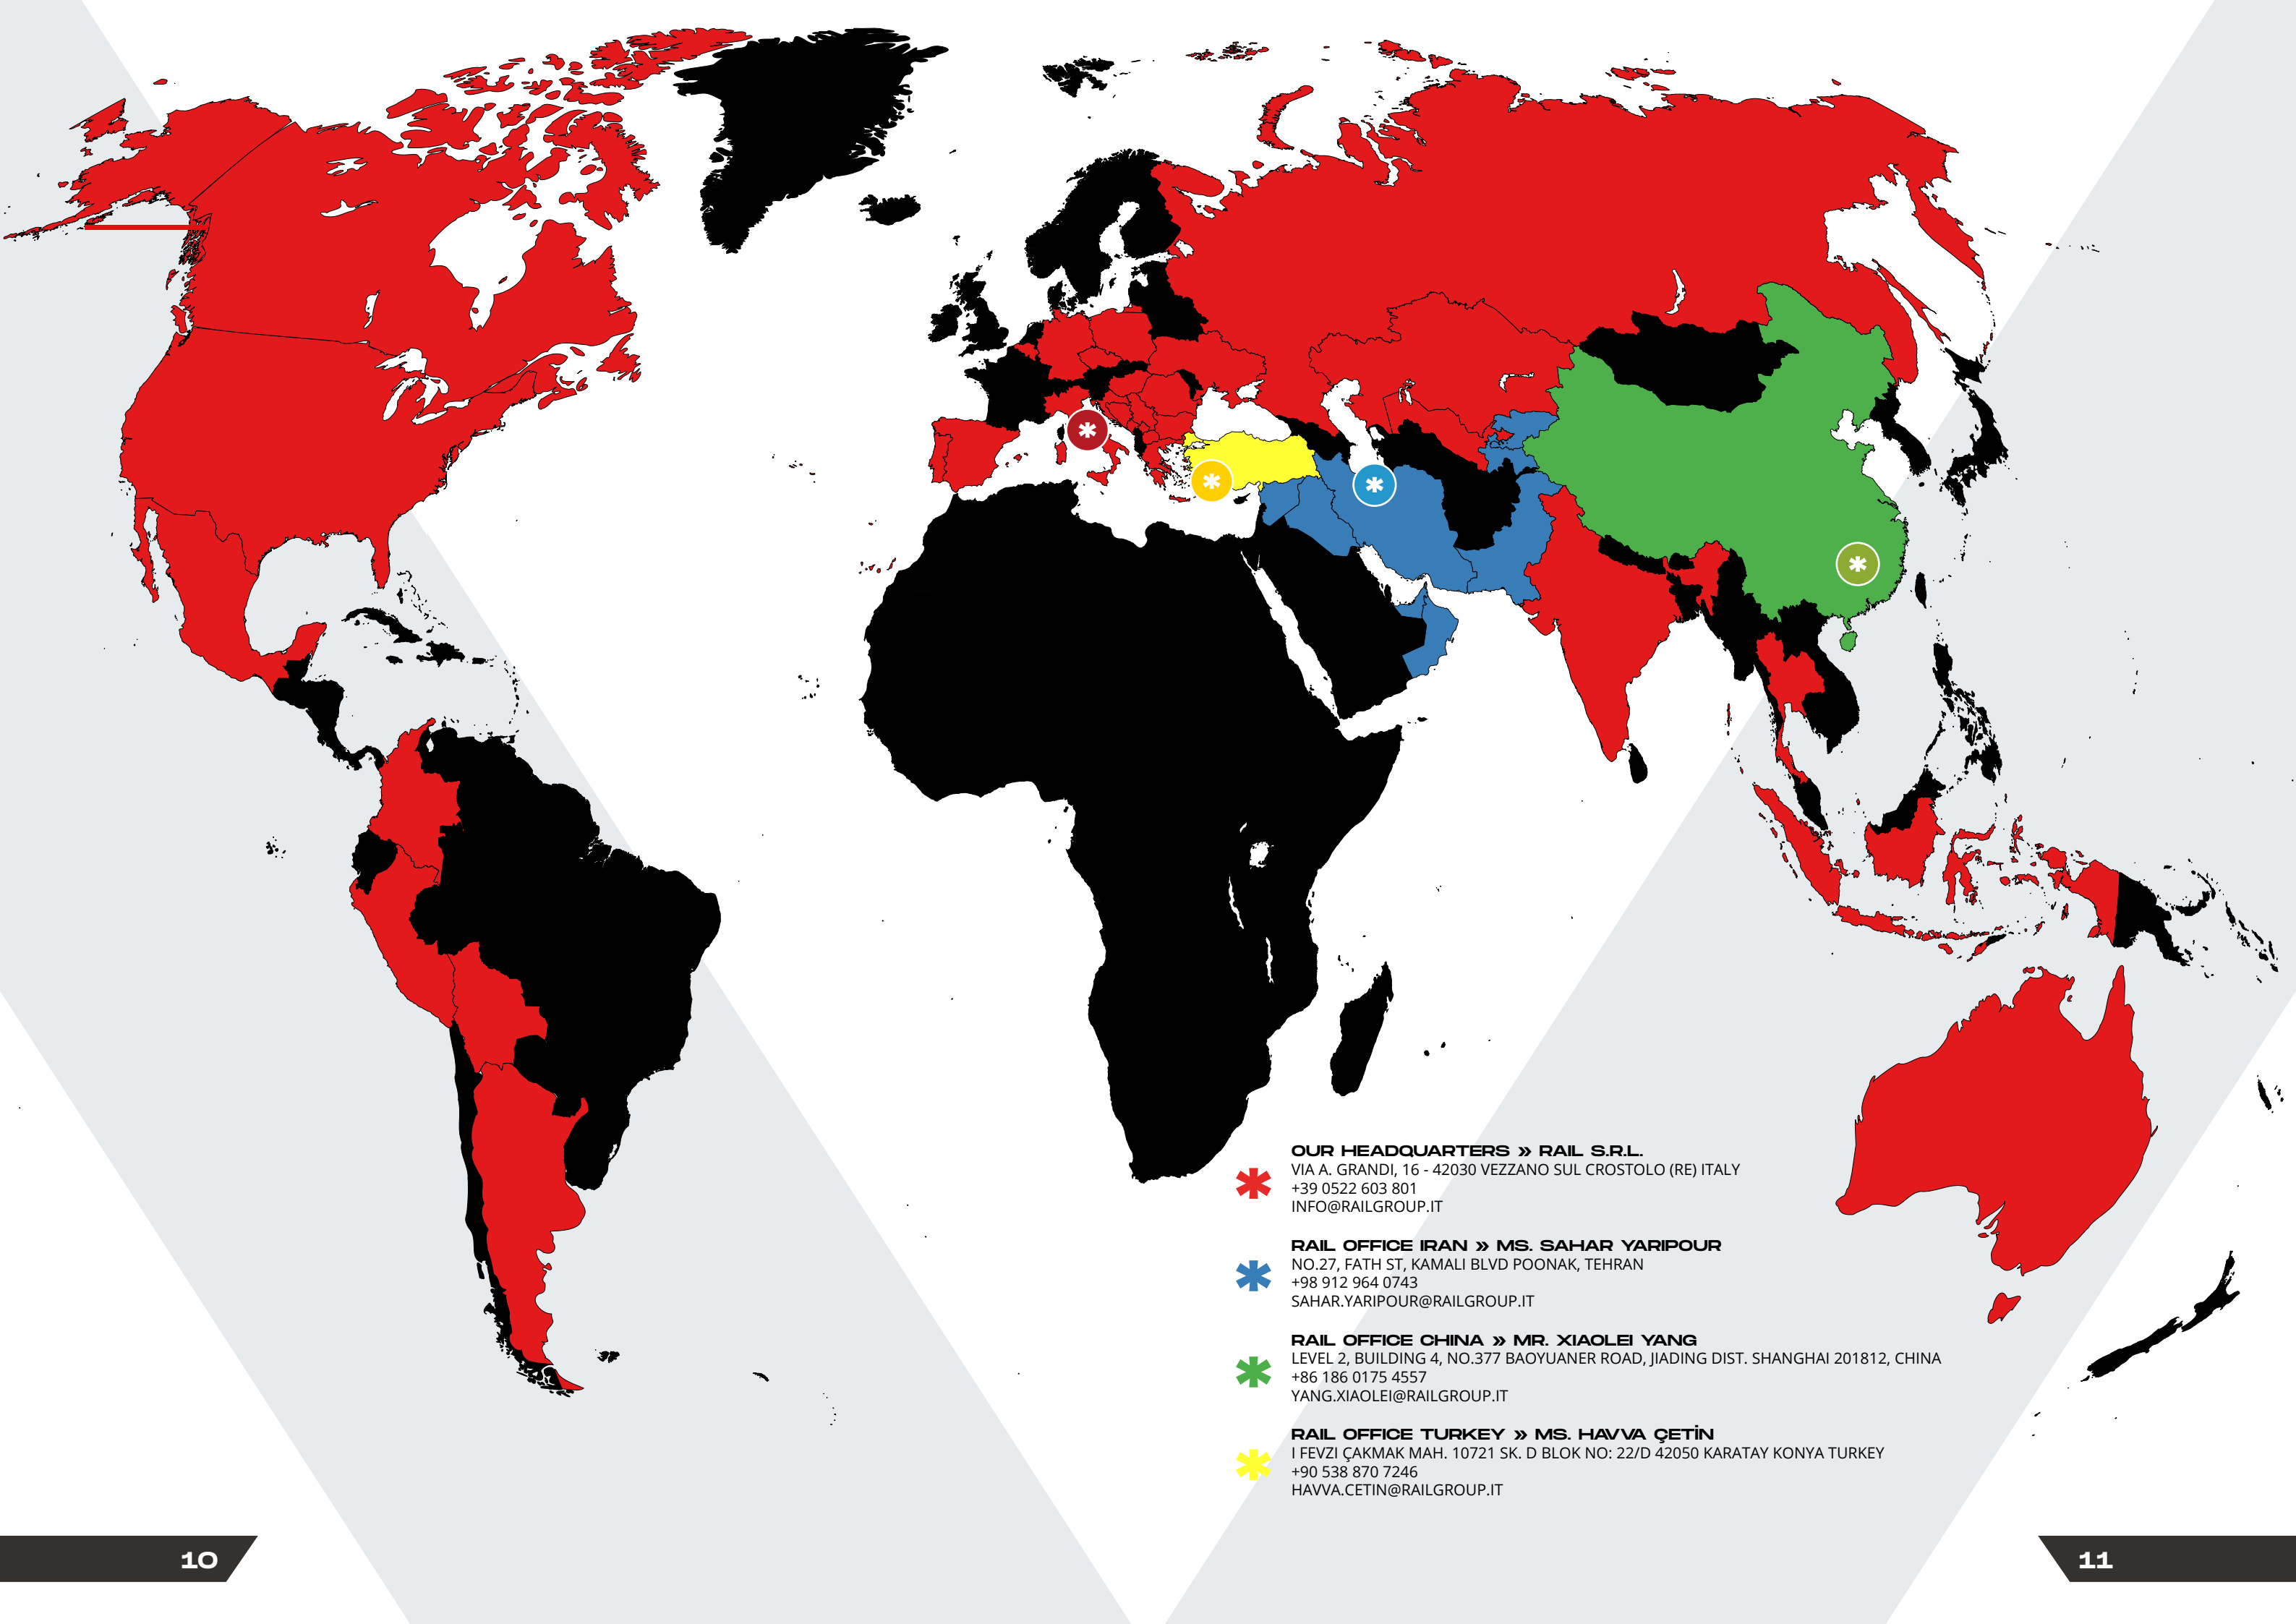 OUR HEADQUARTERS » RAIL S.R.L.
VIA A. GRANDI, 16 - 42030 VEZZANO SUL CROSTOLO (RE) ITALY
+39 0522 603 801
INFO@RAILGROUP.IT
RAIL OFFICE IRAN » MS. SAHAR YARIPOUR
NO.27, FATH ST, KAMALI BLVD POONAK, TEHRAN
+98 912 964 0743
SAHAR.YARIPOUR@RAILGROUP.IT
RAIL OFFICE CHINA » MR. XIAOLEI YANG
LEVEL 2, BUILDING 4, NO.377 BAOYUANER ROAD, JIADING DIST. SHANGHAI 201812, CHINA
+86 186 0175 4557
YANG.XIAOLEI@RAILGROUP.IT
RAIL OFFICE TURKEY » MS. HAVVA ÇETİN
I FEVZI ÇAKMAK MAH. 10721 SK. D BLOK NO: 22/D 42050 KARATAY KONYA TURKEY
+90 538 870 7246
HAVVA.CETIN@RAILGROUP.IT
10
11